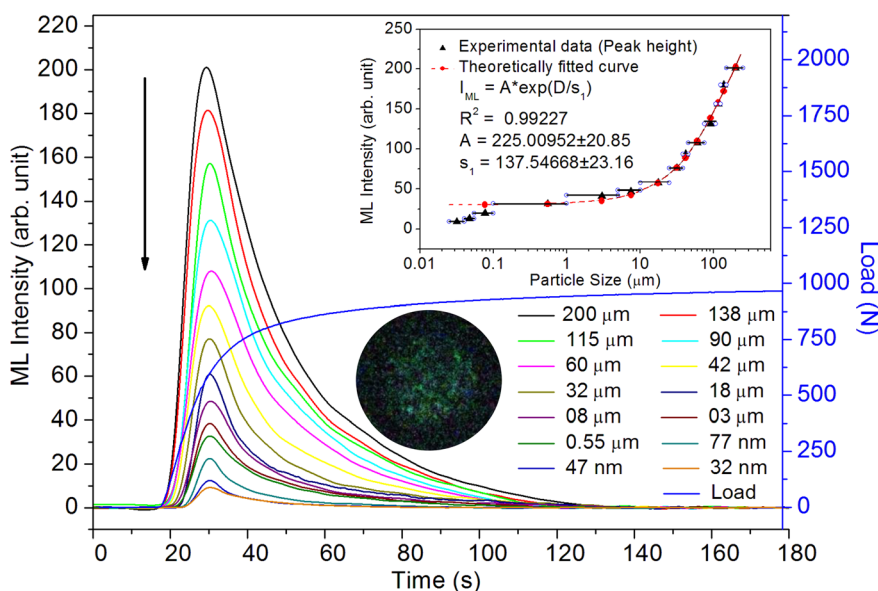 ML Intensity (arb. unit)
220
200
180
160
140
120
100
80
60
40
20
0
0 20 40 60 80 100 120 140 160 180
Time (s)
Load (N)
2000
1750
1500
1250
1000
750
500
250
0
ML Intensity (arb. unit)
250
200
150
100
50
0
0.01 0.1 1 10 100
Particle Size (μm)
Experimental data (Peak height)
Theoretically fitted curve
I_ML = A*exp(D/s_1)
R² = 0.99227
A = 225.00952±20.85
s_1 = 137.54668±23.16
200 μm 138 μm
115 μm 90 μm
60 μm 42 μm
32 μm 18 μm
08 μm 03 μm
0.55 μm 77 nm
47 nm 32 nm
Load